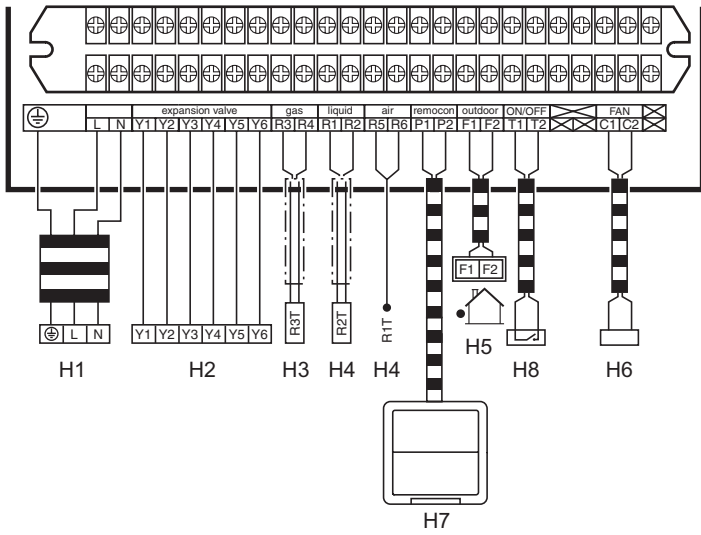 expansion valve gas liquid air remocon outdoor ON/OFF FAN
L N Y1 Y2 Y3 Y4 Y5 Y6 R3 R4 R1 R2 R5 R6 P1 P2 F1 F2 T1 T2 C1 C2
F1 F2
L N Y1 Y2 Y3 Y4 Y5 Y6 R3T R2T R1T
H5
H1 H2 H3 H4 H4 H8 H6
H7